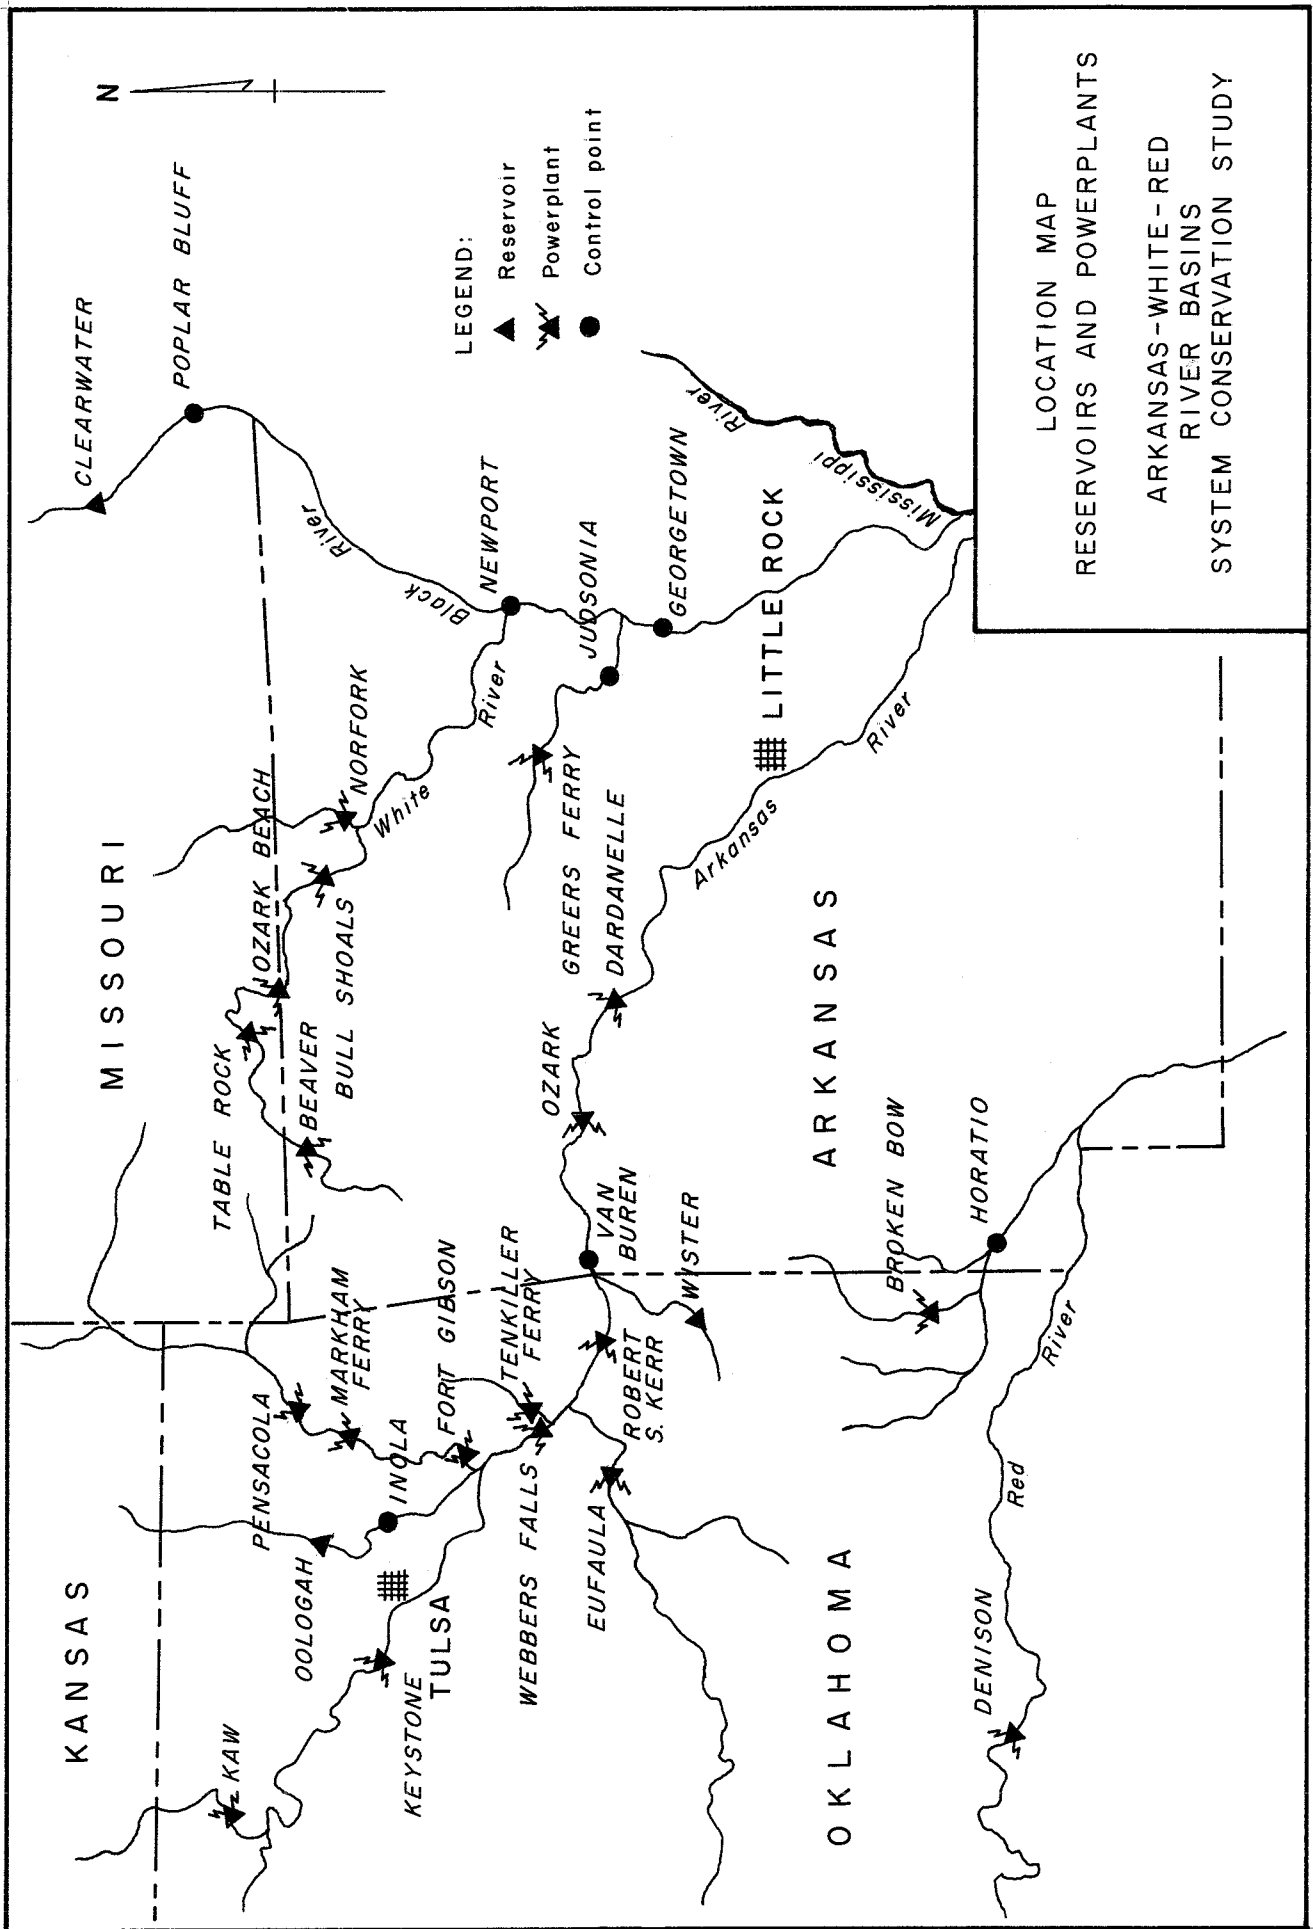 N
KANSAS
MISSOURI
CLEARWATER
POPLAR BLUFF
KAW
OOLOGAH
PENSACOLA
MARKHAM
FERRY
TABLE ROCK
OZARK BEACH
BEAVER
BULL SHOALS
NORFORK
White
River
Black
River
NEWPORT
KEYSTONE
TULSA
INOLA
FORT GIBSON
TENKILLER
FERRY
WEBBERS FALLS
EUFAULA
ROBERT
S. KERR
VAN
BUREN
WISTER
OZARK
GREERS FERRY
DARDANELLE
JUDSONIA
GEORGETOWN
Arkansas
River
LITTLE ROCK
Mississippi
River
OKLAHOMA
ARKANSAS
BROKEN BOW
HORATIO
DENISON
Red
River
LEGEND:
Reservoir
Powerplant
Control point
LOCATION MAP
RESERVOIRS AND POWERPLANTS
ARKANSAS-WHITE-RED
RIVER BASINS
SYSTEM CONSERVATION STUDY